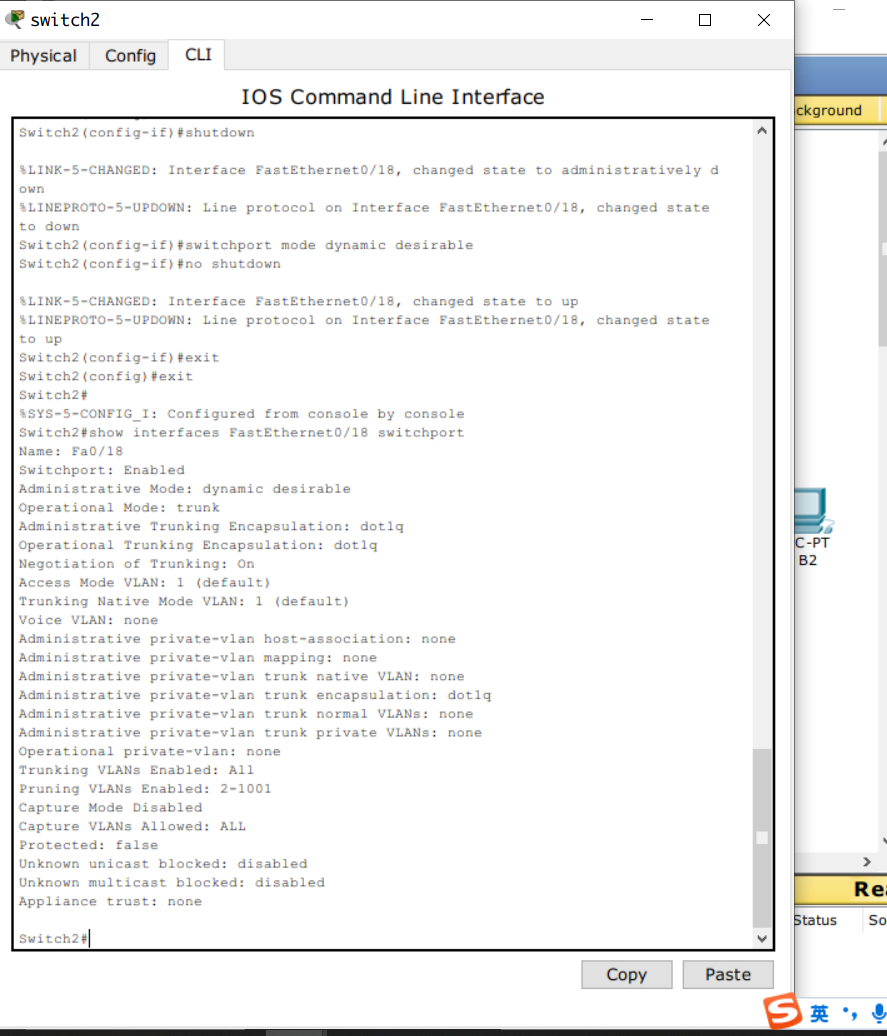 switch2
Physical
Config
CLI
IOS Command Line Interface
Switch2(config-if)#shutdown
%LINK-5-CHANGED: Interface FastEthernet0/18, changed state to administratively d
own
%LINEPROTO-5-UPDOWN: Line protocol on Interface FastEthernet0/18, changed state
to down
Switch2(config-if)#switchport mode dynamic desirable
Switch2(config-if)#no shutdown
%LINK-5-CHANGED: Interface FastEthernet0/18, changed state to up
%LINEPROTO-5-UPDOWN: Line protocol on Interface FastEthernet0/18, changed state
to up
Switch2(config-if)#exit
Switch2(config)#exit
Switch2#
%SYS-5-CONFIG_I: Configured from console by console
Switch2#show interfaces FastEthernet0/18 switchport
Name: Fa0/18
Switchport: Enabled
Administrative Mode: dynamic desirable
Operational Mode: trunk
Administrative Trunking Encapsulation: dot1q
Operational Trunking Encapsulation: dot1q
Negotiation of Trunking: On
Access Mode VLAN: 1 (default)
Trunking Native Mode VLAN: 1 (default)
Voice VLAN: none
Administrative private-vlan host-association: none
Administrative private-vlan mapping: none
Administrative private-vlan trunk native VLAN: none
Administrative private-vlan trunk encapsulation: dot1q
Administrative private-vlan trunk normal VLANs: none
Administrative private-vlan trunk private VLANs: none
Operational private-vlan: none
Trunking VLANs Enabled: All
Pruning VLANs Enabled: 2-1001
Capture Mode Disabled
Capture VLANs Allowed: ALL
Protected: false
Unknown unicast blocked: disabled
Unknown multicast blocked: disabled
Appliance trust: none
Switch2#
Copy
Paste
ckground
C-PT
B2
Rea
Status
So
S
英